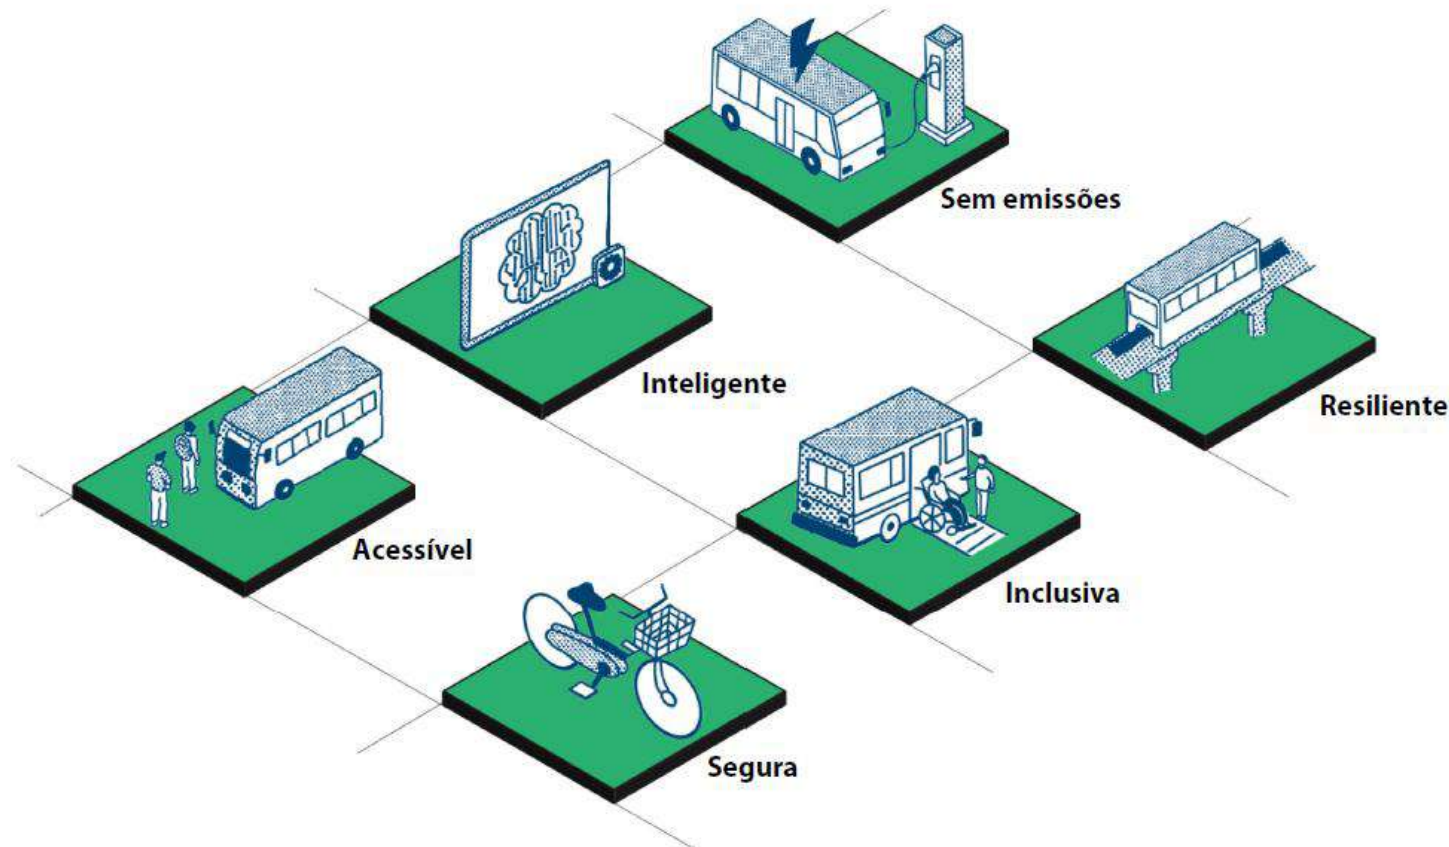 Sem emissões
Inteligente
Resiliente
Acessível
Inclusiva
Segura